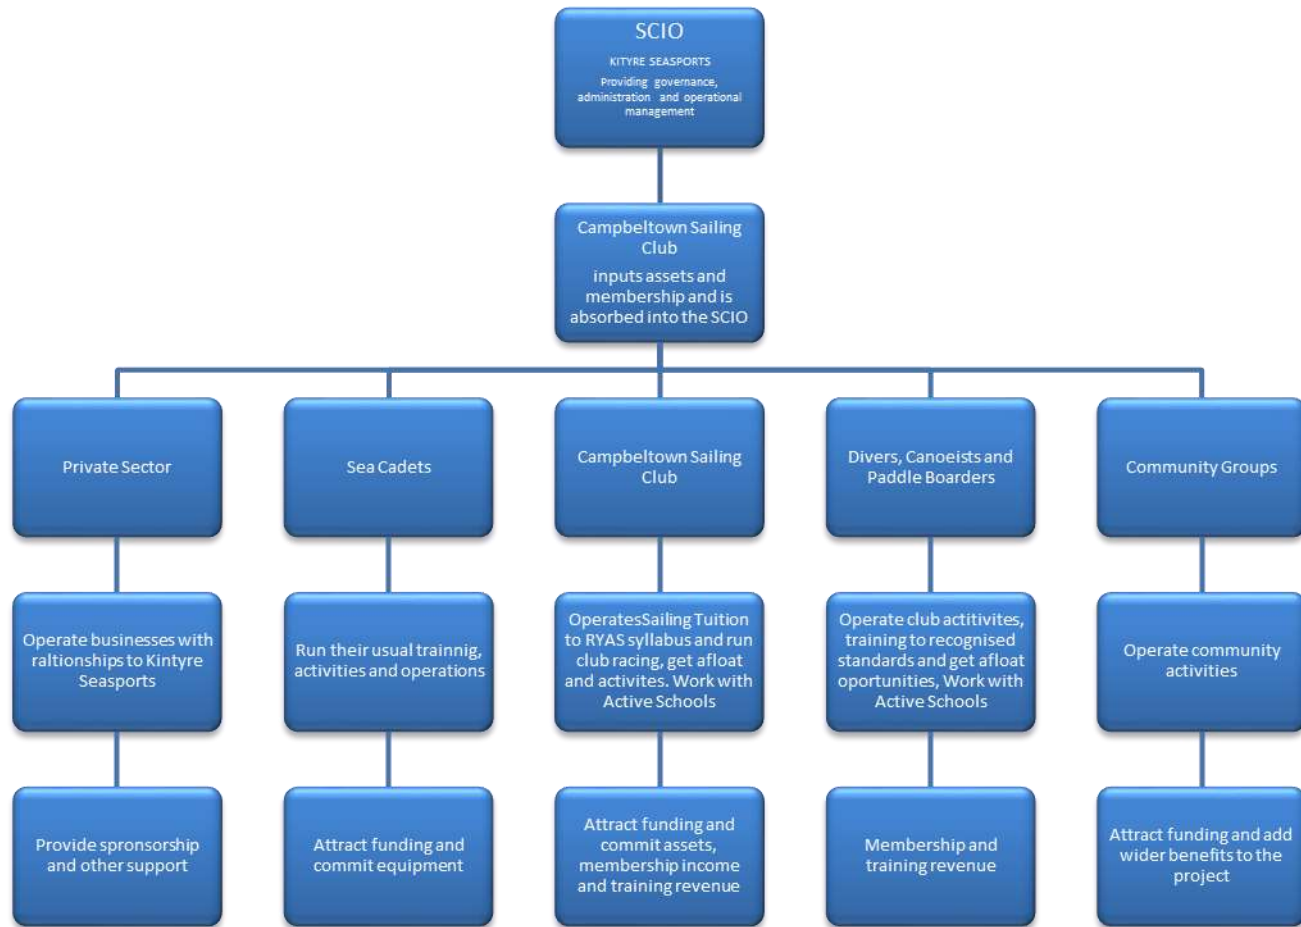 SCIO
KITYRE SEASPORTS
Providing governance,
administration and operational
management
Campbeltown Sailing
Club
inputs assets and
membership and is
absorbed into the SCIO
Private Sector
Sea Cadets
Campbeltown Sailing
Club
Divers, Canoeists and
Paddle Boarders
Community Groups
Operate businesses with
raltionships to Kintyre
Seasports
Run their usual trainnig,
activities and operations
OperatesSailing Tuition
to RYAS syllabus and run
club racing, get afloat
and activites. Work with
Active Schools
Operate club actitivites,
training to recognised
standards and get afloat
oportunities, Work with
Active Schools
Operate community
activities
Provide spronsorship
and other support
Attract funding and
commit equipment
Attract funding and
commit assets,
membership income
and training revenue
Membership and
training revenue
Attract funding and add
wider benefits to the
project